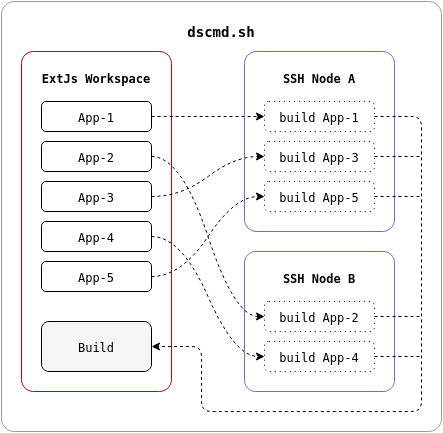 dscmd.sh
ExtJs Workspace
App-1
App-2
App-3
App-4
App-5
Build
SSH Node A
build App-1
build App-3
build App-5
SSH Node B
build App-2
build App-4